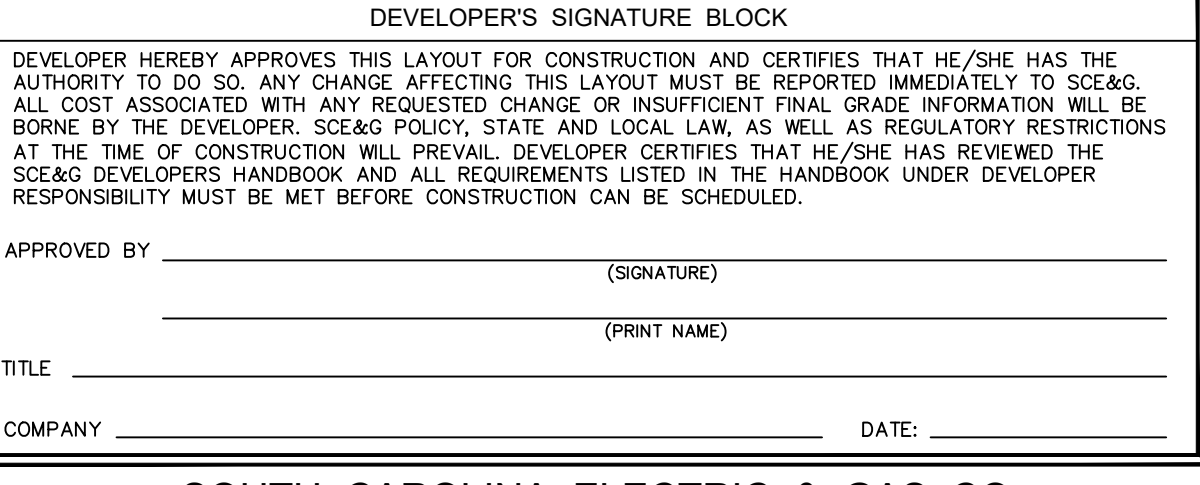 DEVELOPER'S SIGNATURE BLOCK
DEVELOPER HEREBY APPROVES THIS LAYOUT FOR CONSTRUCTION AND CERTIFIES THAT HE/SHE HAS THE
AUTHORITY TO DO SO. ANY CHANGE AFFECTING THIS LAYOUT MUST BE REPORTED IMMEDIATELY TO SCE&G.
ALL COST ASSOCIATED WITH ANY REQUESTED CHANGE OR INSUFFICIENT FINAL GRADE INFORMATION WILL BE
BORNE BY THE DEVELOPER. SCE&G POLICY, STATE AND LOCAL LAW, AS WELL AS REGULATORY RESTRICTIONS
AT THE TIME OF CONSTRUCTION WILL PREVAIL. DEVELOPER CERTIFIES THAT HE/SHE HAS REVIEWED THE
SCE&G DEVELOPERS HANDBOOK AND ALL REQUIREMENTS LISTED IN THE HANDBOOK UNDER DEVELOPER
RESPONSIBILITY MUST BE MET BEFORE CONSTRUCTION CAN BE SCHEDULED.
APPROVED BY
(SIGNATURE)
(PRINT NAME)
TITLE
COMPANY DATE:
SOUTH CAROLINA ELECTRIC & GAS CO